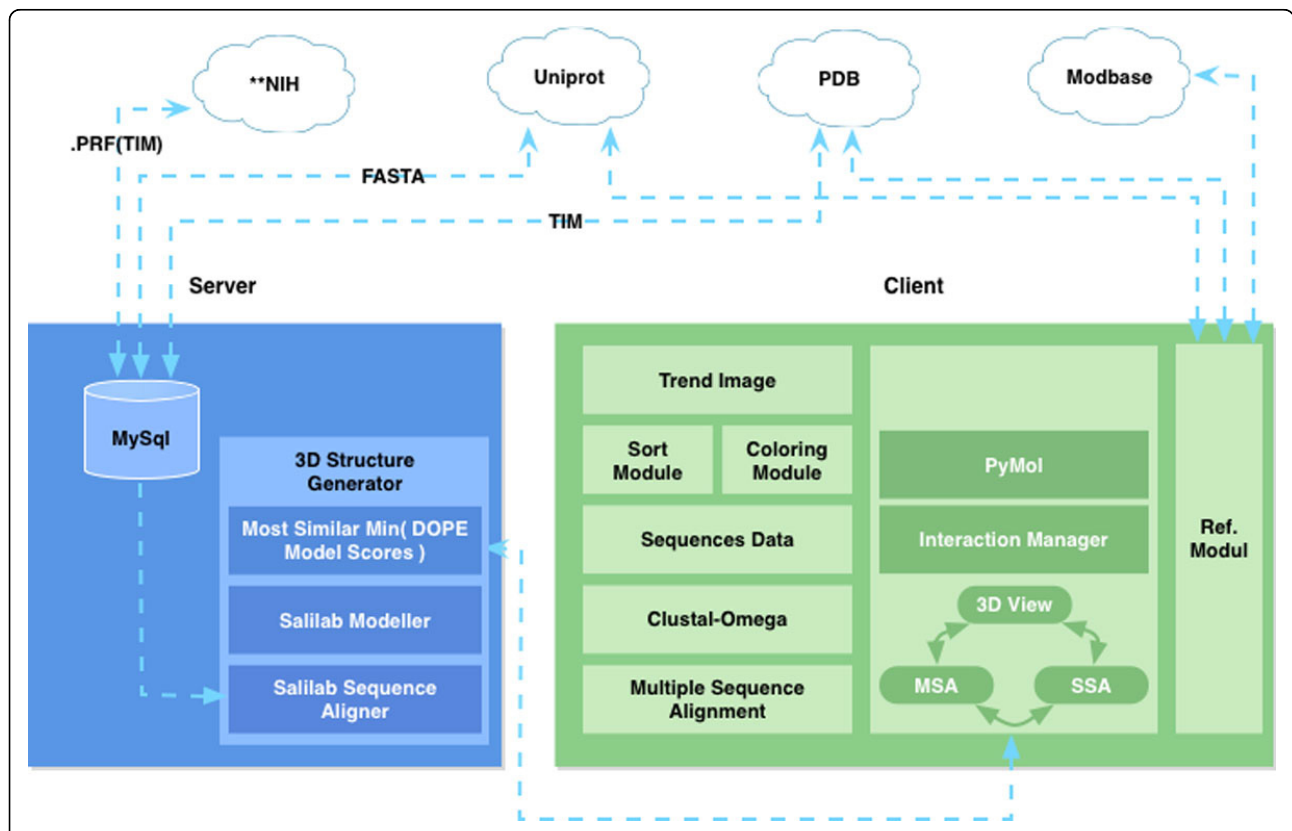 **NIH
Uniprot
PDB
Modbase
.PRF(TIM)
FASTA
TIM
Server
Client
MySql
3D Structure
Generator
Most Similar Min( DOPE
Model Scores )
Salilab Modeller
Salilab Sequence
Aligner
Trend Image
Sort
Module
Coloring
Module
Sequences Data
Clustal-Omega
Multiple Sequence
Alignment
PyMol
Interaction Manager
3D View
MSA
SSA
Ref.
Modul